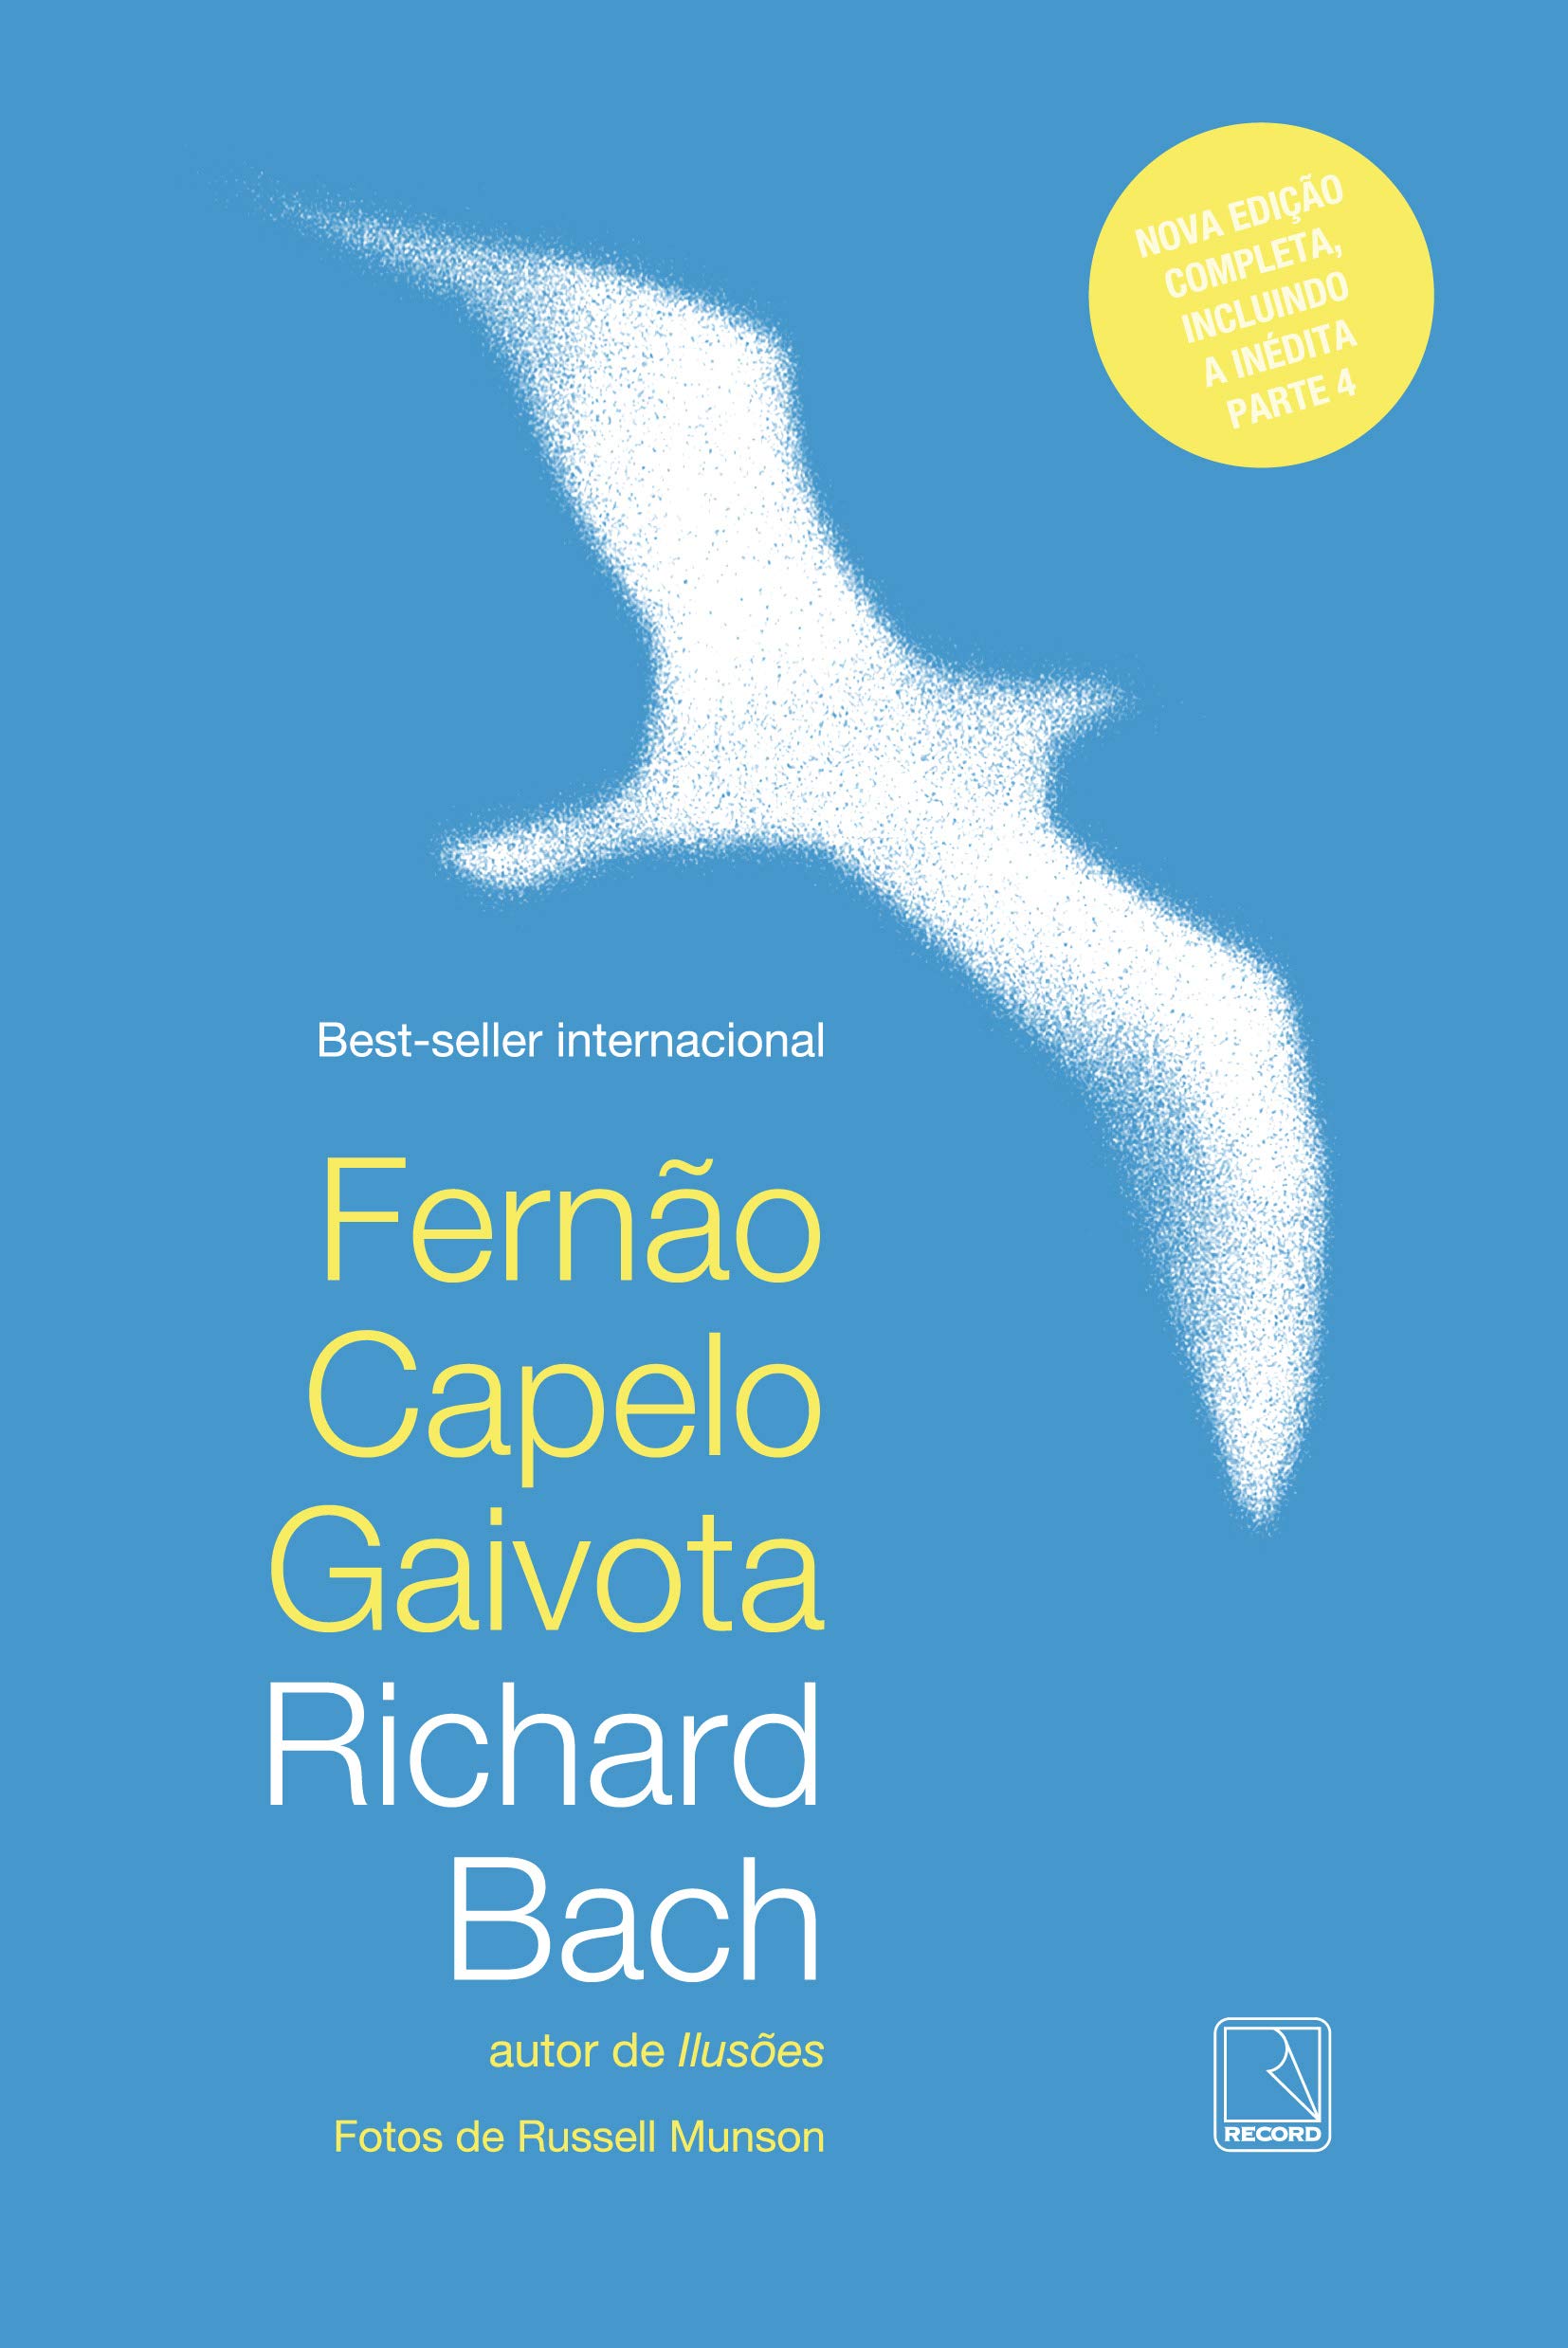 NOVA EDIÇÃO
COMPLETA,
INCLUINDO
A INÉDITA
PARTE 4
Best-seller internacional
Fernão
Capelo
Gaivota
Richard
Bach
autor de Ilusões
Fotos de Russell Munson
RECORD